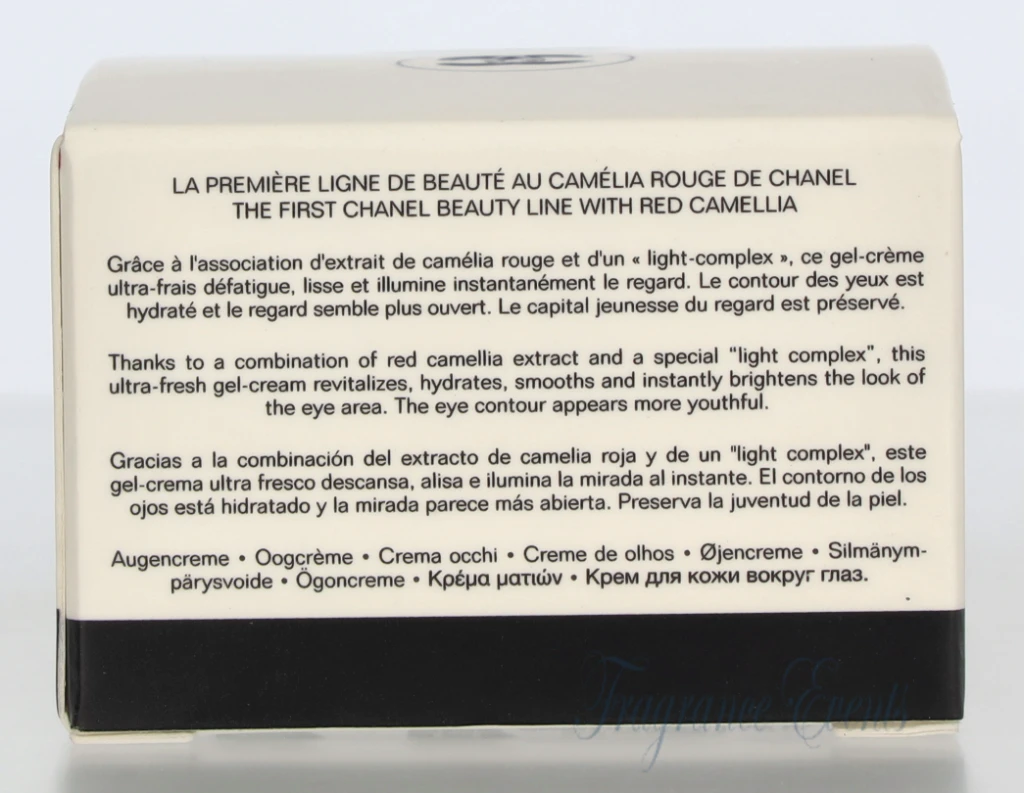 LA PREMIÈRE LIGNE DE BEAUTÉ AU CAMÉLIA ROUGE DE CHANEL
THE FIRST CHANEL BEAUTY LINE WITH RED CAMELLIA
Grâce à l'association d'extrait de camélia rouge et d'un « light-complex », ce gel-crème
ultra-frais défatigue, lisse et illumine instantanément le regard. Le contour des yeux est
hydraté et le regard semble plus ouvert. Le capital jeunesse du regard est préservé.
Thanks to a combination of red camellia extract and a special “light complex”, this
ultra-fresh gel-cream revitalizes, hydrates, smooths and instantly brightens the look of
the eye area. The eye contour appears more youthful.
Gracias a la combinación del extracto de camelia roja y de un "light complex", este
gel-crema ultra fresco descansa, alisa e ilumina la mirada al instante. El contorno de los
ojos está hidratado y la mirada parece más abierta. Preserva la juventud de la piel.
Augencreme • Oogcrème • Crema occhi • Creme de olhos • Øjencreme • Silmänym-
pärysvoide • Ögoncreme • Κρέμα ματιών • Крем для кожи вокруг глаз.
Fragrance Events